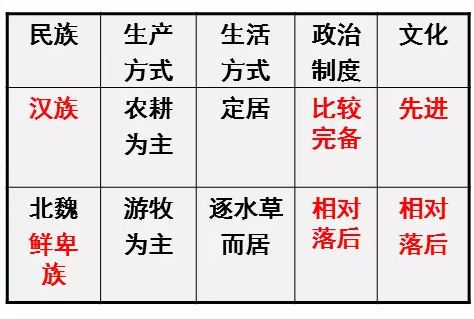 民族
生产
方式
生活
方式
政治
制度
文化
汉族
农耕
为主
定居
比较
完备
先进
北魏
鲜卑
族
游牧
为主
逐水草
而居
相对
落后
相对
落后